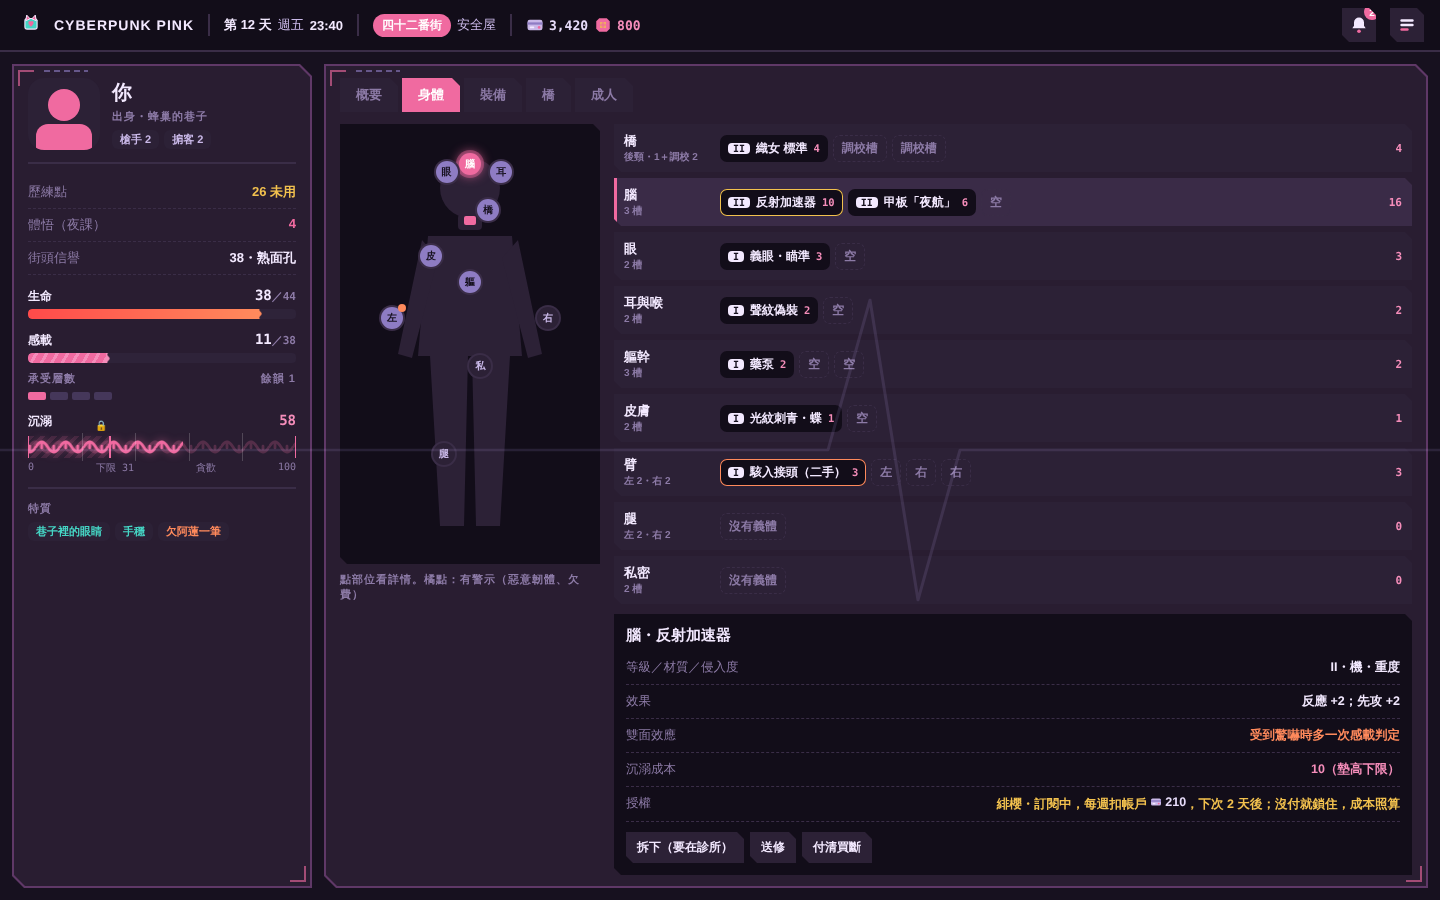 CYBERPUNK PINK
第 12 天 週五 23:40
四十二番街 安全屋
3,420 800
你
出身・蜂巢的巷子
槍手 2 掮客 2
歷練點 26 未用
體悟（夜課） 4
街頭信譽 38・熟面孔
生命 38／44
感載 11／38
承受層數 餘韻 1
沉溺 58
0 下限 31 貪歡 100
特質
巷子裡的眼睛 手穩 欠阿蓮一筆
概要 身體 裝備 橋 成人
腦
眼 耳
橋
皮
軀
左 右
私
腿
點部位看詳情。橘點：有警示（惡意韌體、欠
費）
橋
後頸・1＋調校 2
II 織女 標準 4 調校槽 調校槽 4
腦
3 槽
II 反射加速器 10 II 甲板「夜航」 6 空 16
眼
2 槽
I 義眼・瞄準 3 空 3
耳與喉
2 槽
I 聲紋偽裝 2 空 2
軀幹
3 槽
I 藥泵 2 空 空 2
皮膚
2 槽
I 光紋刺青・蝶 1 空 1
臂
左 2・右 2
I 駭入接頭（二手） 3 左 右 右 3
腿
左 2・右 2
沒有義體 0
私密
2 槽
沒有義體 0
腦・反射加速器
等級／材質／侵入度 II・機・重度
效果 反應 +2；先攻 +2
雙面效應 受到驚嚇時多一次感載判定
沉溺成本 10（墊高下限）
授權 緋櫻・訂閱中，每週扣帳戶 210，下次 2 天後；沒付就鎖住，成本照算
拆下（要在診所） 送修 付清買斷